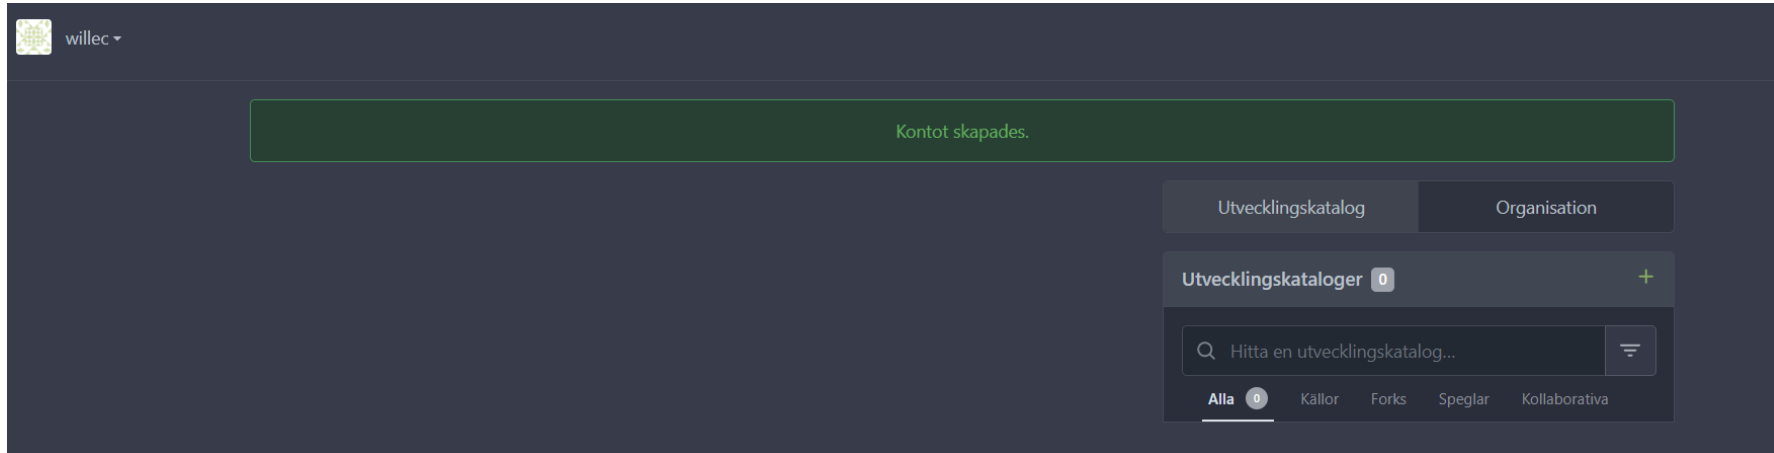 willec
Kontot skapades.
Utvecklingskatalog Organisation
Utvecklingskataloger 0 +
Hitta en utvecklingskatalog...
Alla 0 Källor Forks Speglar Kollaborativa